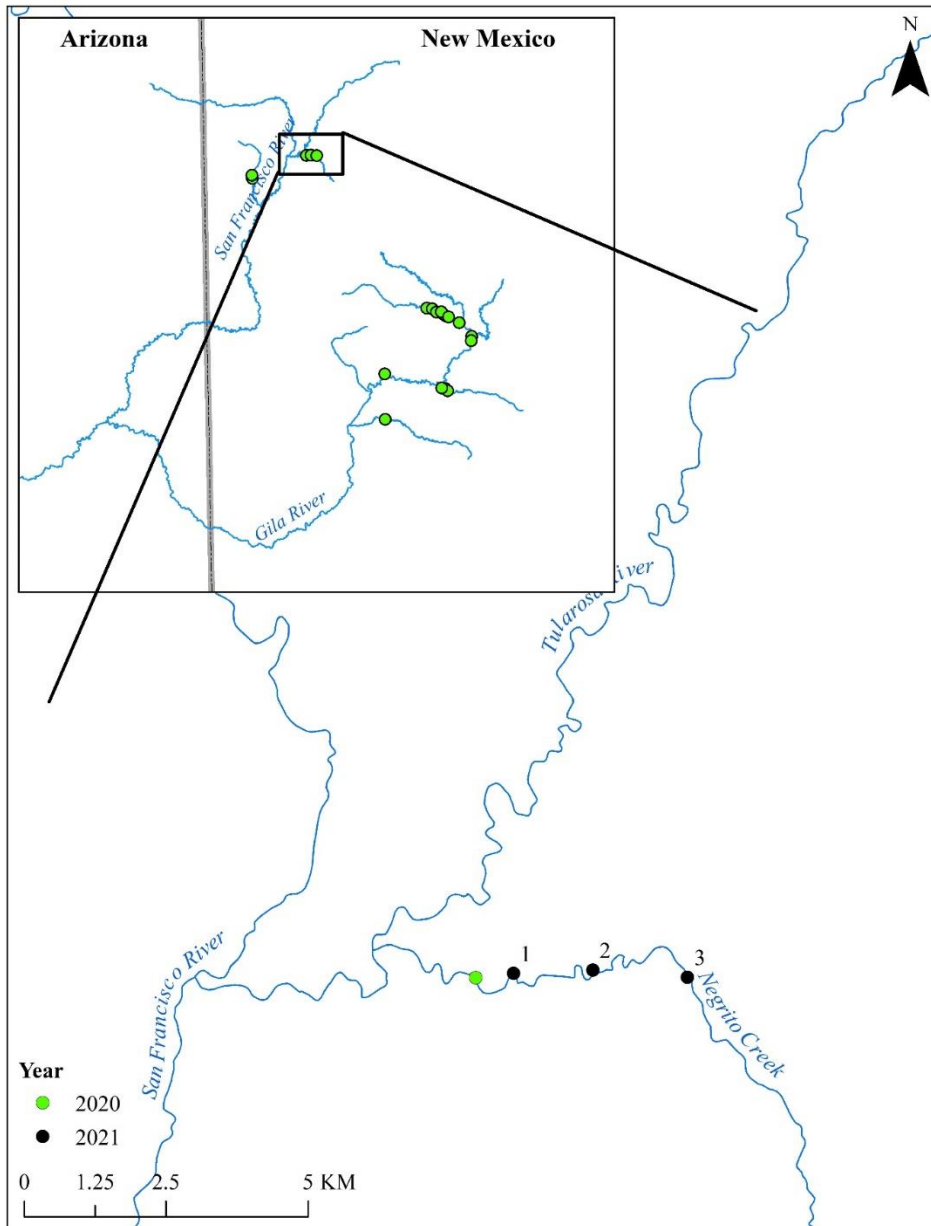 Arizona
New Mexico
N
San Francisco River
Gila River
Tularosa River
1
2
3
San Francisco River
Negrito Creek
Year
2020
2021
0 1.25 2.5 5 KM